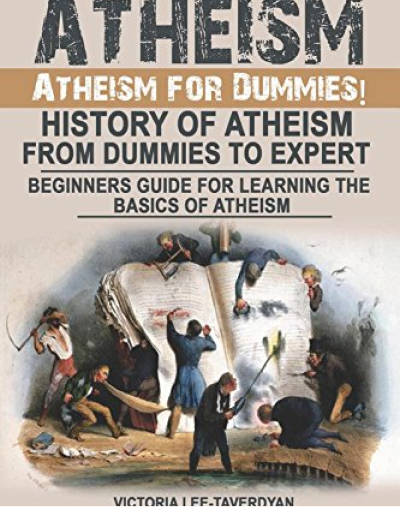 ATHEISM
ATHEISM FOR DUMMIES!
HISTORY OF ATHEISM
FROM DUMMIES TO EXPERT
BEGINNERS GUIDE FOR LEARNING THE
BASICS OF ATHEISM
VICTORIA LEE-TAVERDYAN